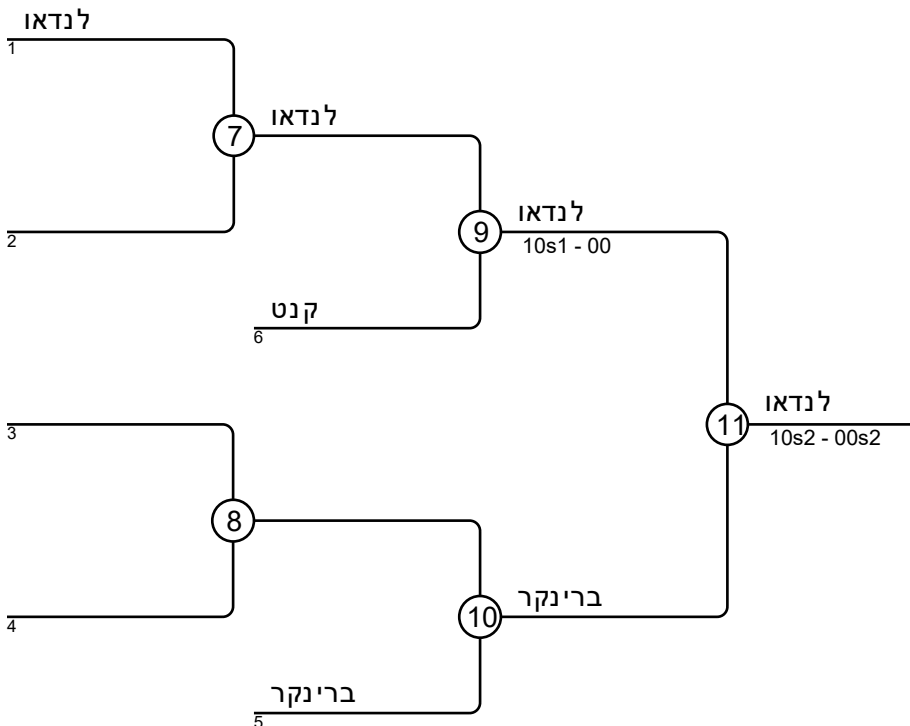 לנדאו
1
7
לנדאו
2
9
לנדאו
10s1 - 00
קנט
6
3
11
לנדאו
10s2 - 00s2
8
4
10
ברינקר
ברינקר
5